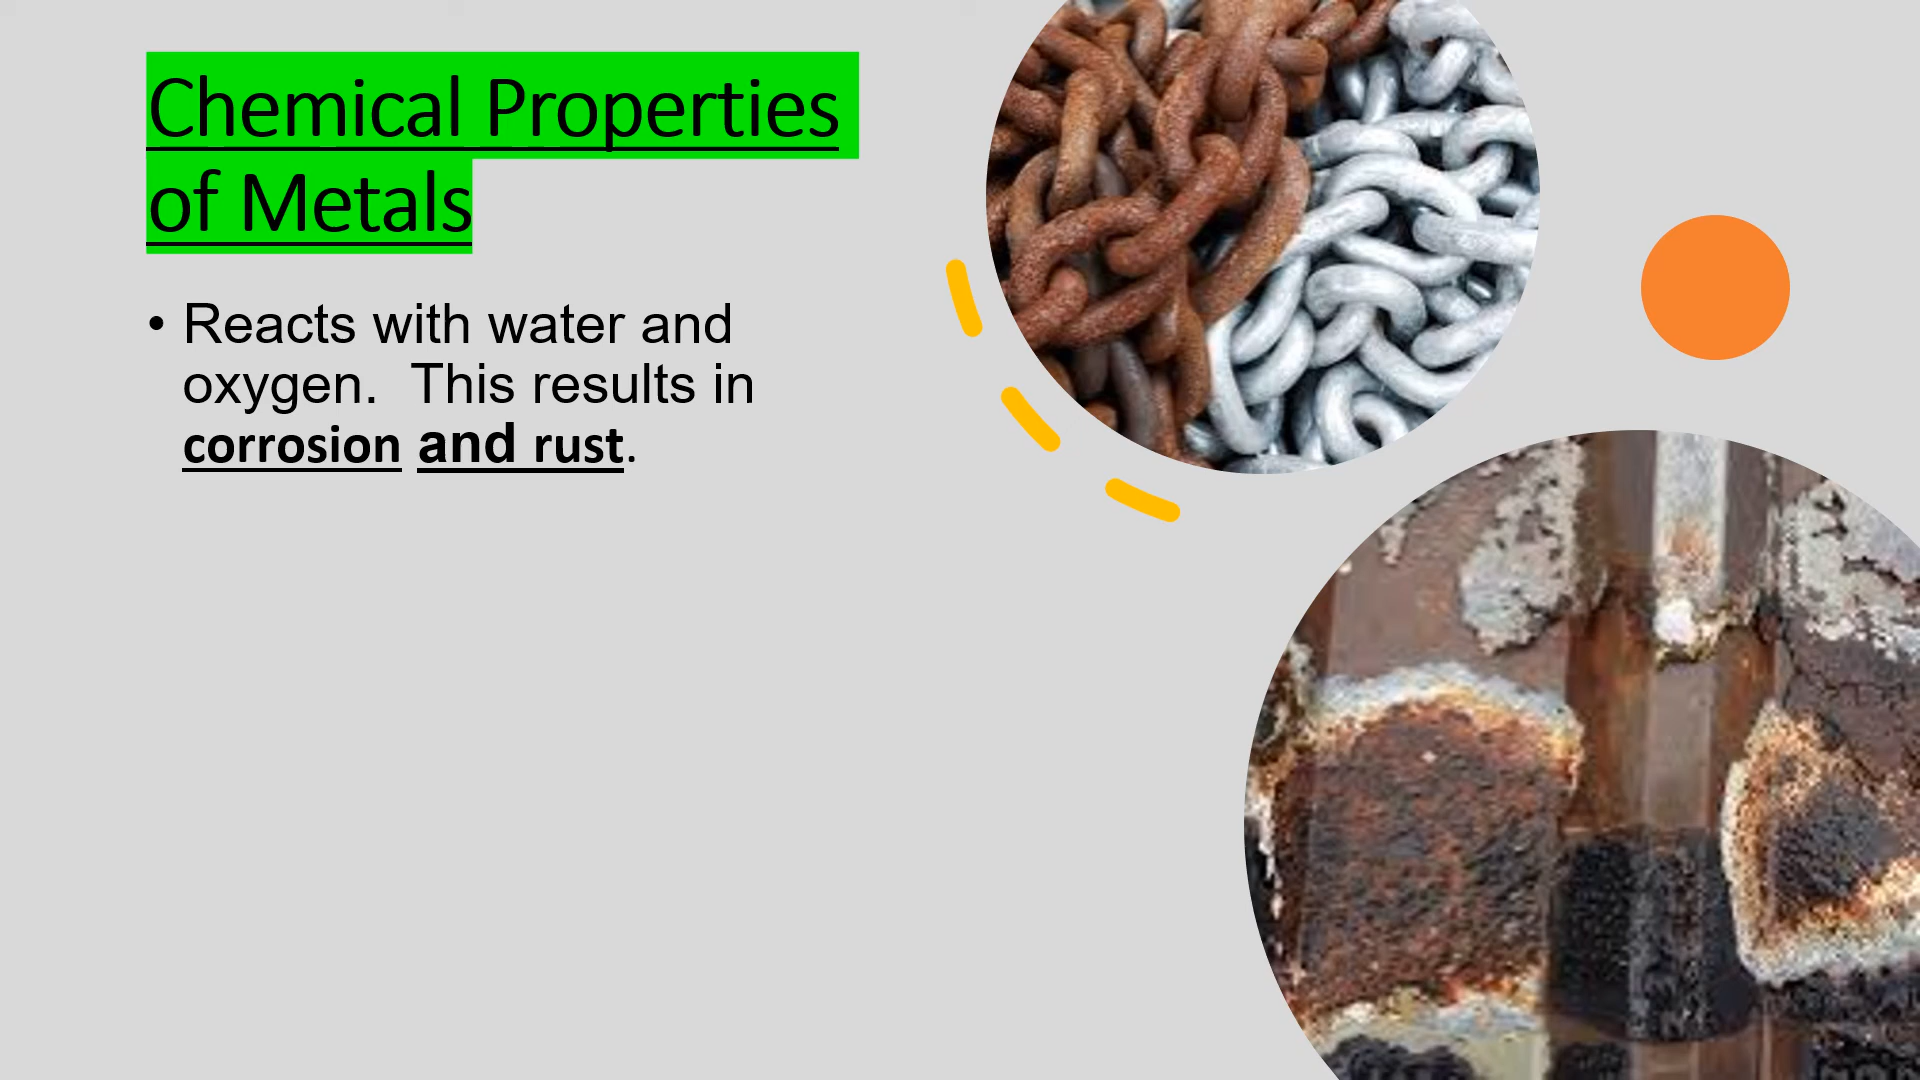 Chemical Properties
of Metals
• Reacts with water and
oxygen.  This results in
corrosion and rust.